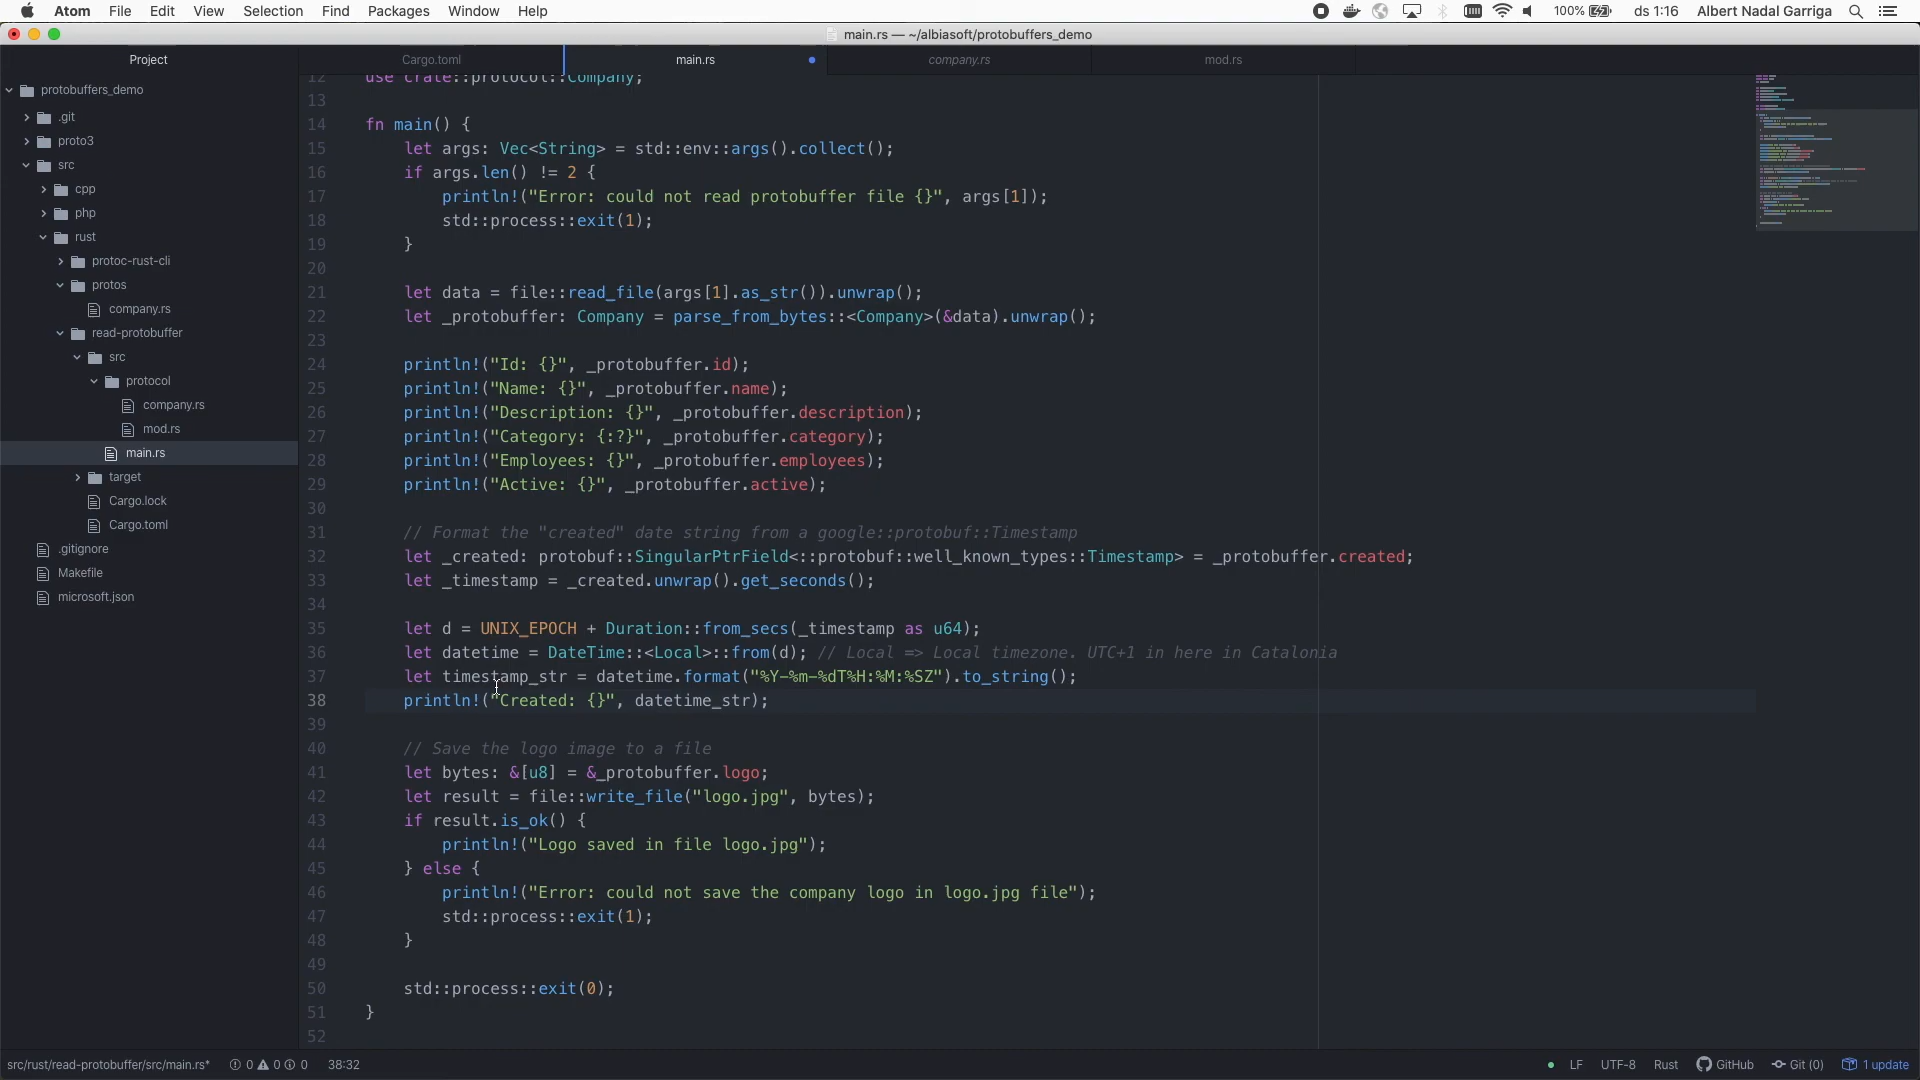 Atom File Edit View Selection Find Packages Window Help 100% ds 1:16 Albert Nadal Garriga
main.rs — ~/albiasoft/protobuffers_demo
Project Cargo.toml main.rs company.rs mod.rs
protobuffers_demo
.git
proto3
src
cpp
php
rust
protoc-rust-cli
protos
company.rs
read-protobuffer
src
protocol
company.rs
mod.rs
main.rs
target
Cargo.lock
Cargo.toml
.gitignore
Makefile
microsoft.json
12 use crate::protocol::Company;
13
14 fn main() {
15 let args: Vec<String> = std::env::args().collect();
16 if args.len() != 2 {
17 println!("Error: could not read protobuffer file {}", args[1]);
18 std::process::exit(1);
19 }
20
21 let data = file::read_file(args[1].as_str()).unwrap();
22 let _protobuffer: Company = parse_from_bytes::<Company>(&data).unwrap();
23
24 println!("Id: {}", _protobuffer.id);
25 println!("Name: {}", _protobuffer.name);
26 println!("Description: {}", _protobuffer.description);
27 println!("Category: {:?}", _protobuffer.category);
28 println!("Employees: {}", _protobuffer.employees);
29 println!("Active: {}", _protobuffer.active);
30
31 // Format the "created" date string from a google::protobuf::Timestamp
32 let _created: protobuf::SingularPtrField<::protobuf::well_known_types::Timestamp> = _protobuffer.created;
33 let _timestamp = _created.unwrap().get_seconds();
34
35 let d = UNIX_EPOCH + Duration::from_secs(_timestamp as u64);
36 let datetime = DateTime::<Local>::from(d); // Local => Local timezone. UTC+1 in here in Catalonia
37 let timestamp_str = datetime.format("%Y-%m-%dT%H:%M:%SZ").to_string();
38 println!("Created: {}", datetime_str);
39
40 // Save the logo image to a file
41 let bytes: &[u8] = &_protobuffer.logo;
42 let result = file::write_file("logo.jpg", bytes);
43 if result.is_ok() {
44 println!("Logo saved in file logo.jpg");
45 } else {
46 println!("Error: could not save the company logo in logo.jpg file");
47 std::process::exit(1);
48 }
49
50 std::process::exit(0);
51 }
52
src/rust/read-protobuffer/src/main.rs* 0 0 0 38:32 LF UTF-8 Rust GitHub Git (0) 1 update